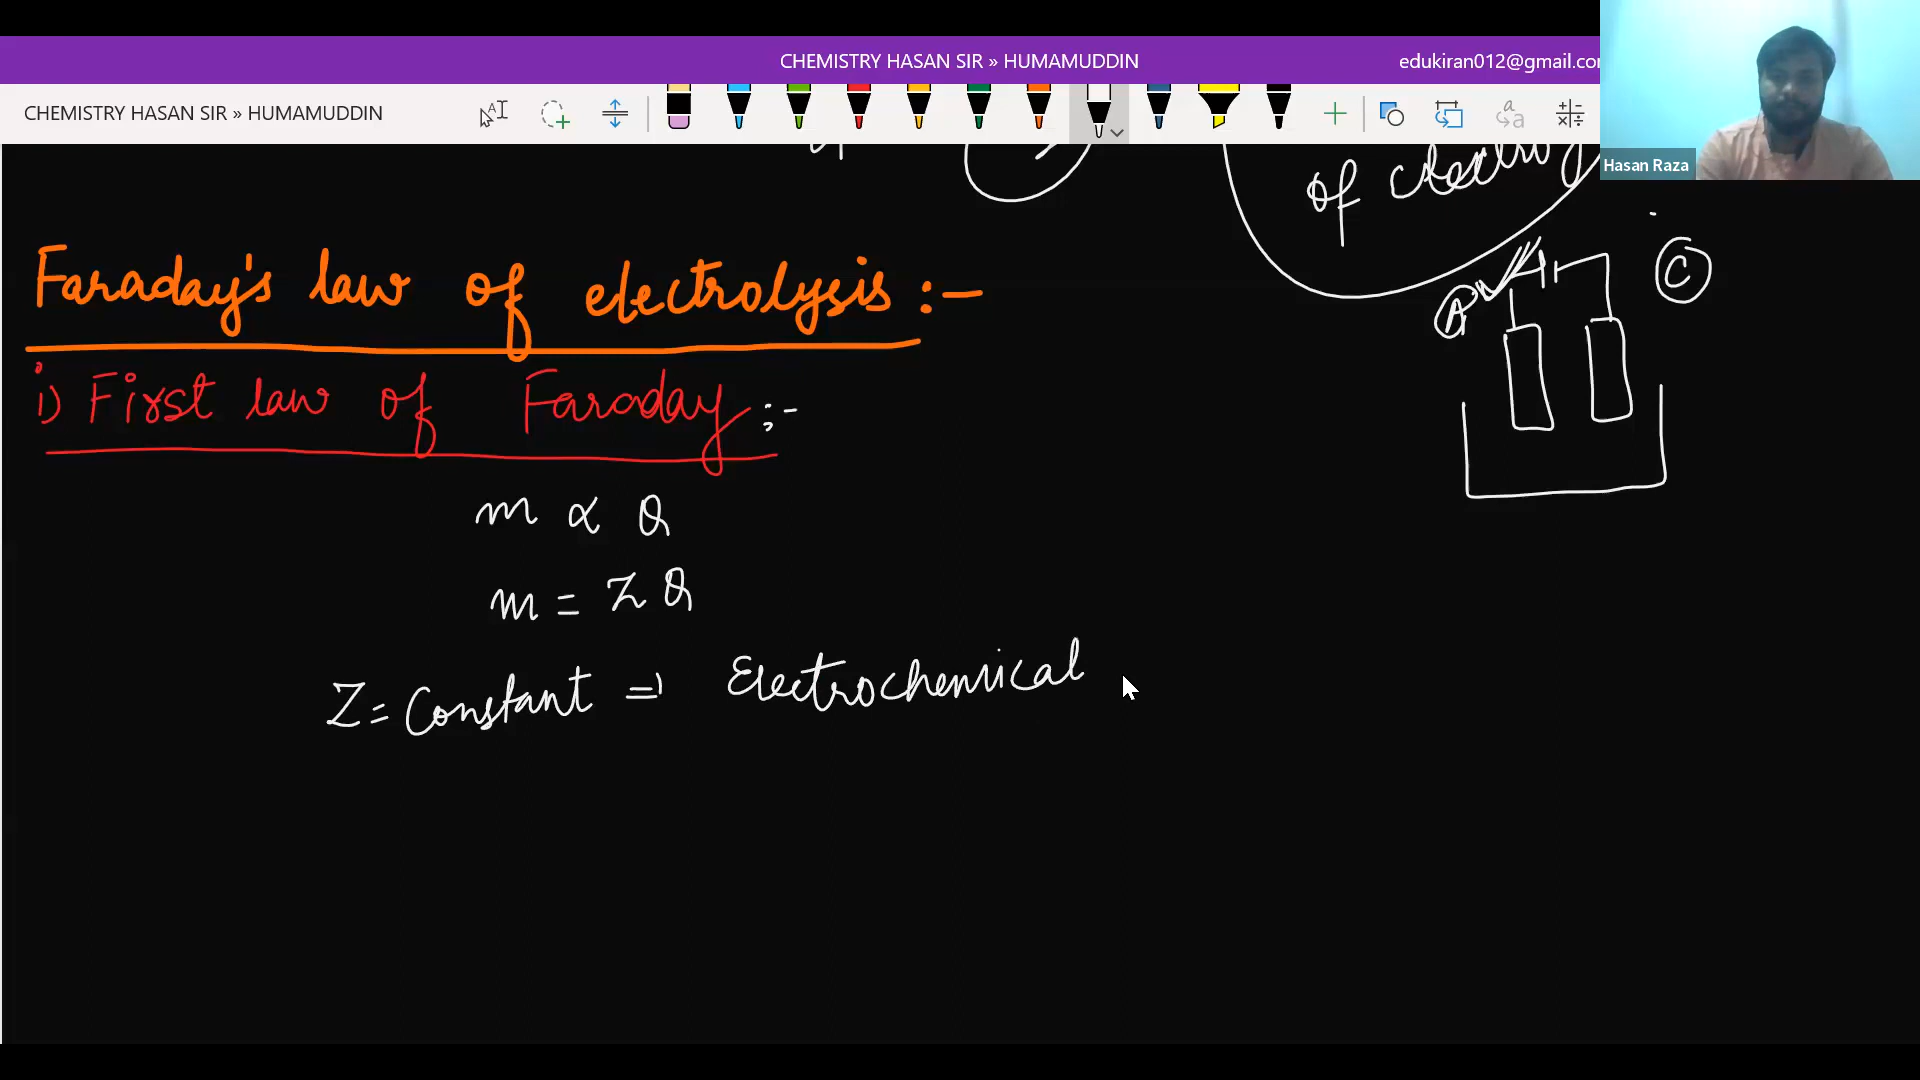 CHEMISTRY HASAN SIR » HUMAMUDDIN
edukiran012@gmail.co
CHEMISTRY HASAN SIR » HUMAMUDDIN
Hasan Raza
of
Faraday's law of electrolysis :-
A C
i) First law of Faraday :-
m ∝ Q
m = Z Q
Z = Constant ⇒ Electrochemical